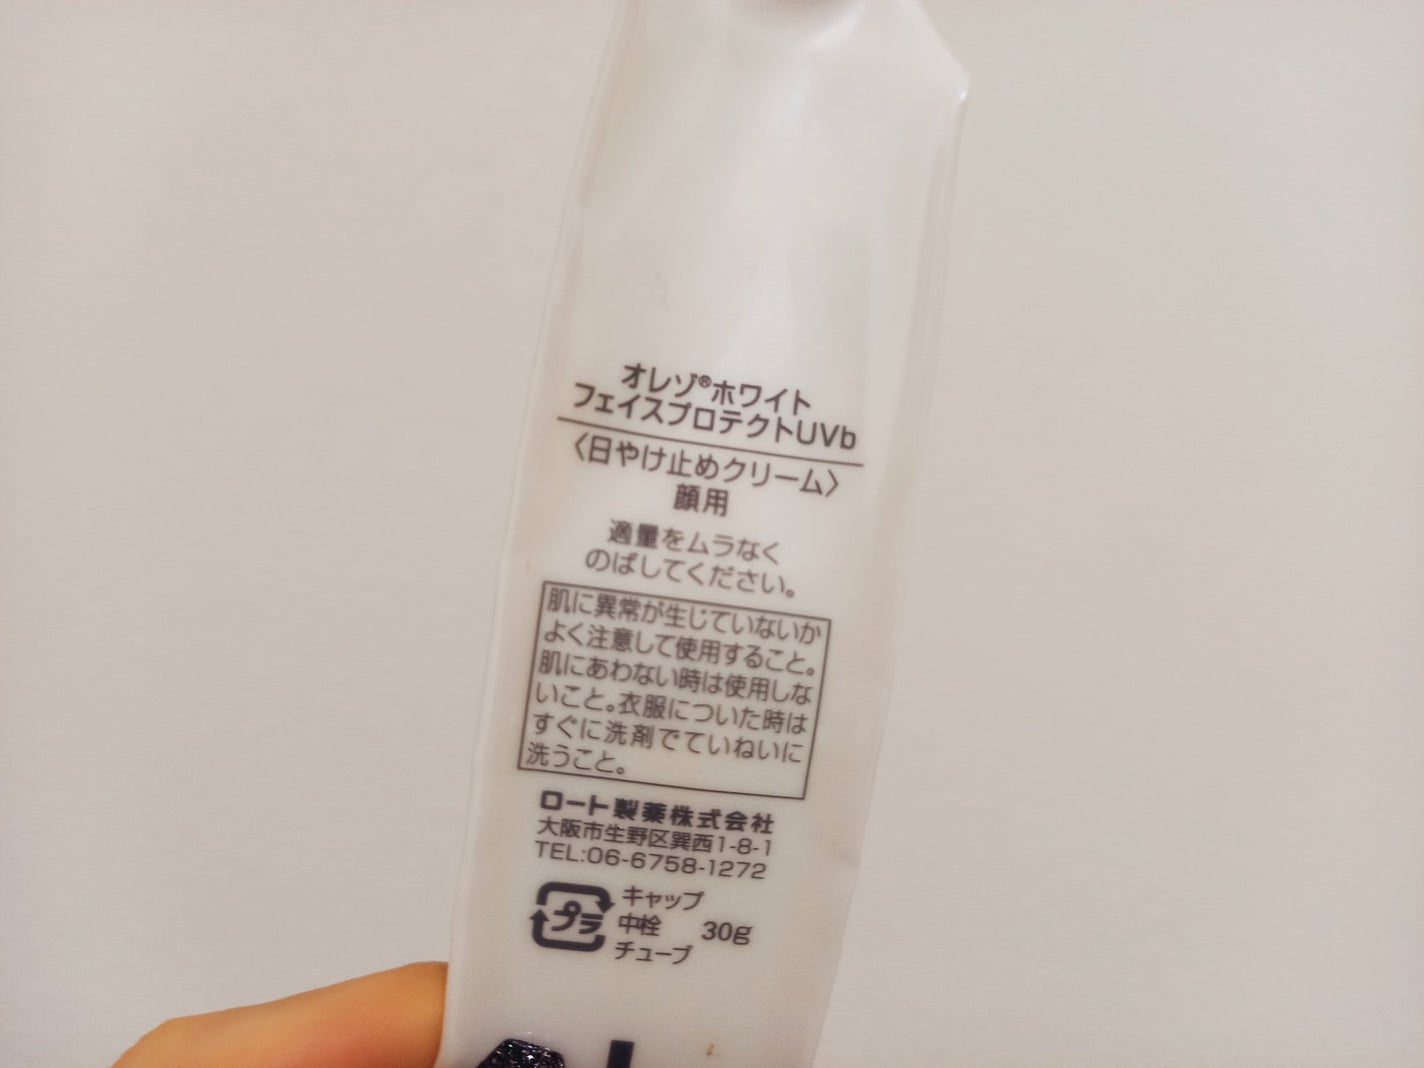 オレゾ®ホワイト
フェイスプロテクトUVb
〈日やけ止めクリーム〉
顔用
適量をムラなく
のばしてください。
肌に異常が生じていないか
よく注意して使用すること。
肌にあわない時は使用しな
いこと。衣服についた時は
すぐに洗剤でていねいに
洗うこと。
ロート製薬株式会社
大阪市生野区巽西1-8-1
TEL:06-6758-1272
プラ
キャップ
中栓
チューブ
30g